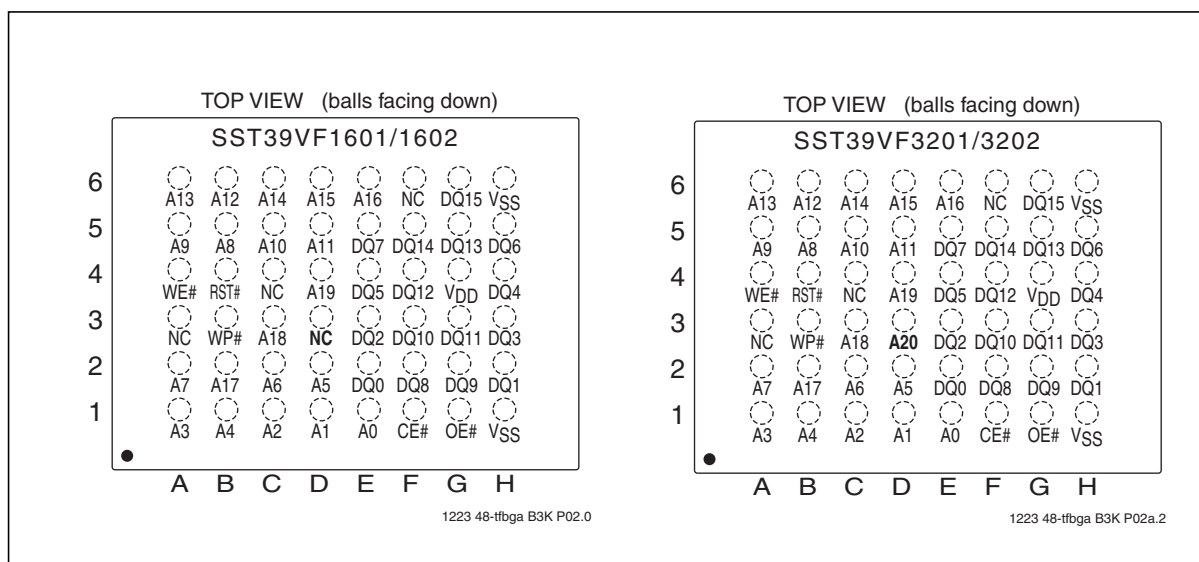 TOP VIEW (balls facing down)
SST39VF1601/1602
6
A13 A12 A14 A15 A16 NC DQ15 VSS
5
A9 A8 A10 A11 DQ7 DQ14 DQ13 DQ6
4
WE# RST# NC A19 DQ5 DQ12 VDD DQ4
3
NC WP# A18 NC DQ2 DQ10 DQ11 DQ3
2
A7 A17 A6 A5 DQ0 DQ8 DQ9 DQ1
1
A3 A4 A2 A1 A0 CE# OE# VSS
A B C D E F G H
1223 48-tfbga B3K P02.0
TOP VIEW (balls facing down)
SST39VF3201/3202
6
A13 A12 A14 A15 A16 NC DQ15 VSS
5
A9 A8 A10 A11 DQ7 DQ14 DQ13 DQ6
4
WE# RST# NC A19 DQ5 DQ12 VDD DQ4
3
NC WP# A18 A20 DQ2 DQ10 DQ11 DQ3
2
A7 A17 A6 A5 DQ0 DQ8 DQ9 DQ1
1
A3 A4 A2 A1 A0 CE# OE# VSS
A B C D E F G H
1223 48-tfbga B3K P02a.2